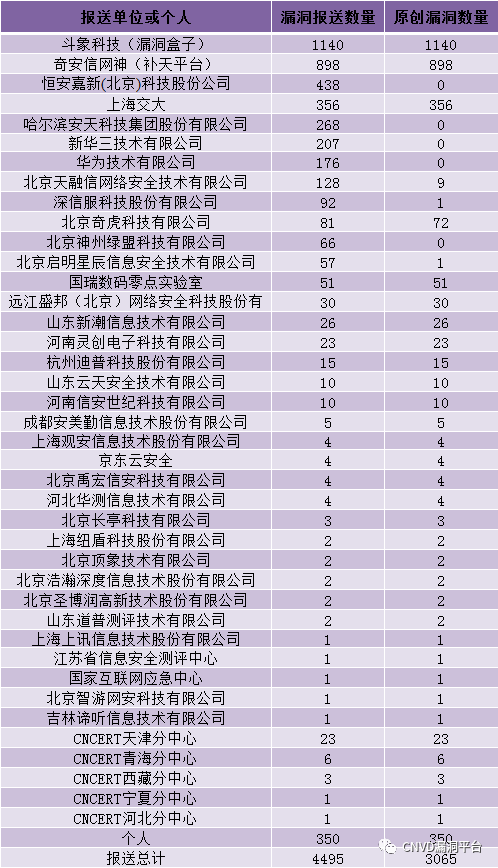 报送单位或个人 漏洞报送数量 原创漏洞数量
斗象科技（漏洞盒子） 1140 1140
奇安信网神（补天平台） 898 898
恒安嘉新(北京)科技股份公司 438 0
上海交大 356 356
哈尔滨安天科技集团股份有限公司 268 0
新华三技术有限公司 207 0
华为技术有限公司 176 0
北京天融信网络安全技术有限公司 128 9
深信服科技股份有限公司 92 1
北京奇虎科技有限公司 81 72
北京神州绿盟科技有限公司 66 0
北京启明星辰信息安全技术有限公司 57 1
国瑞数码零点实验室 51 51
远江盛邦（北京）网络安全科技股份有 30 30
山东新潮信息技术有限公司 26 26
河南灵创电子科技有限公司 23 23
杭州迪普科技股份有限公司 15 15
山东云天安全技术有限公司 10 10
河南信安世纪科技有限公司 10 10
成都安美勤信息技术股份有限公司 5 5
上海观安信息技术股份有限公司 4 4
京东云安全 4 4
北京禹宏信安科技有限公司 4 4
河北华测信息技术有限公司 4 4
北京长亭科技有限公司 3 3
上海纽盾科技股份有限公司 2 2
北京顶象技术有限公司 2 2
北京浩瀚深度信息技术股份有限公司 2 2
北京圣博润高新技术股份有限公司 2 2
山东道普测评技术有限公司 2 2
上海上讯信息技术股份有限公司 1 1
江苏省信息安全测评中心 1 1
国家互联网应急中心 1 1
北京智游网安科技有限公司 1 1
吉林谛听信息技术有限公司 1 1
CNCERT天津分中心 23 23
CNCERT青海分中心 6 6
CNCERT西藏分中心 3 3
CNCERT宁夏分中心 1 1
CNCERT河北分中心 1 1
个人 350 350
报送总计 4495 3065
CNVD漏洞平台